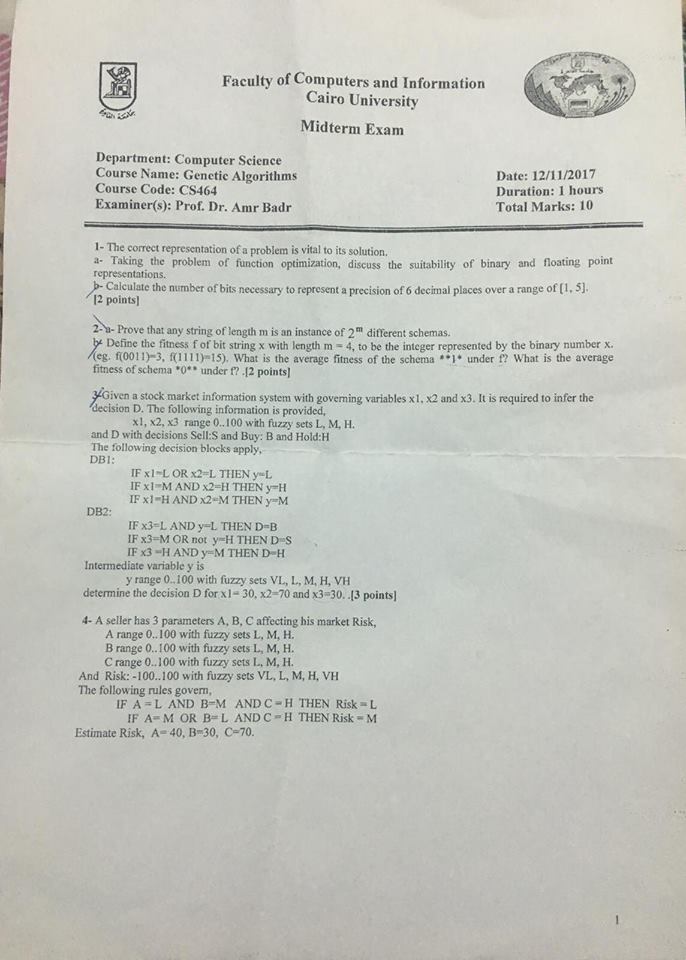 Faculty of Computers and Information
Cairo University
Midterm Exam
Department: Computer Science
Course Name: Genetic Algorithms
Course Code: CS464
Examiner(s): Prof. Dr. Amr Badr
Date: 12/11/2017
Duration: 1 hours
Total Marks: 10
1- The correct representation of a problem is vital to its solution.
a- Taking the problem of function optimization, discuss the suitability of binary and floating point
representations.
b- Calculate the number of bits necessary to represent a precision of 6 decimal places over a range of [1, 5].
[2 points]
2- a- Prove that any string of length m is an instance of 2^m different schemas.
b- Define the fitness f of bit string x with length m = 4, to be the integer represented by the binary number x.
(eg. f(0011)=3, f(1111)=15). What is the average fitness of the schema **1* under f? What is the average
fitness of schema *0** under f? .[2 points]
3-Given a stock market information system with governing variables x1, x2 and x3. It is required to infer the
decision D. The following information is provided,
x1, x2, x3 range 0..100 with fuzzy sets L, M, H.
and D with decisions Sell:S and Buy: B and Hold:H
The following decision blocks apply,
DB1:
IF x1=L OR x2=L THEN y=L
IF x1=M AND x2=H THEN y=H
IF x1=H AND x2=M THEN y=M
DB2:
IF x3=L AND y=L THEN D=B
IF x3=M OR not y=H THEN D=S
IF x3 =H AND y=M THEN D=H
Intermediate variable y is
y range 0..100 with fuzzy sets VL, L, M, H, VH
determine the decision D for x1= 30, x2=70 and x3=30. .[3 points]
4- A seller has 3 parameters A, B, C affecting his market Risk,
A range 0..100 with fuzzy sets L, M, H.
B range 0..100 with fuzzy sets L, M, H.
C range 0..100 with fuzzy sets L, M, H.
And Risk: -100..100 with fuzzy sets VL, L, M, H, VH
The following rules govern,
IF A = L AND B=M AND C = H THEN Risk = L
IF A= M OR B= L AND C = H THEN Risk = M
Estimate Risk, A= 40, B=30, C=70.
1